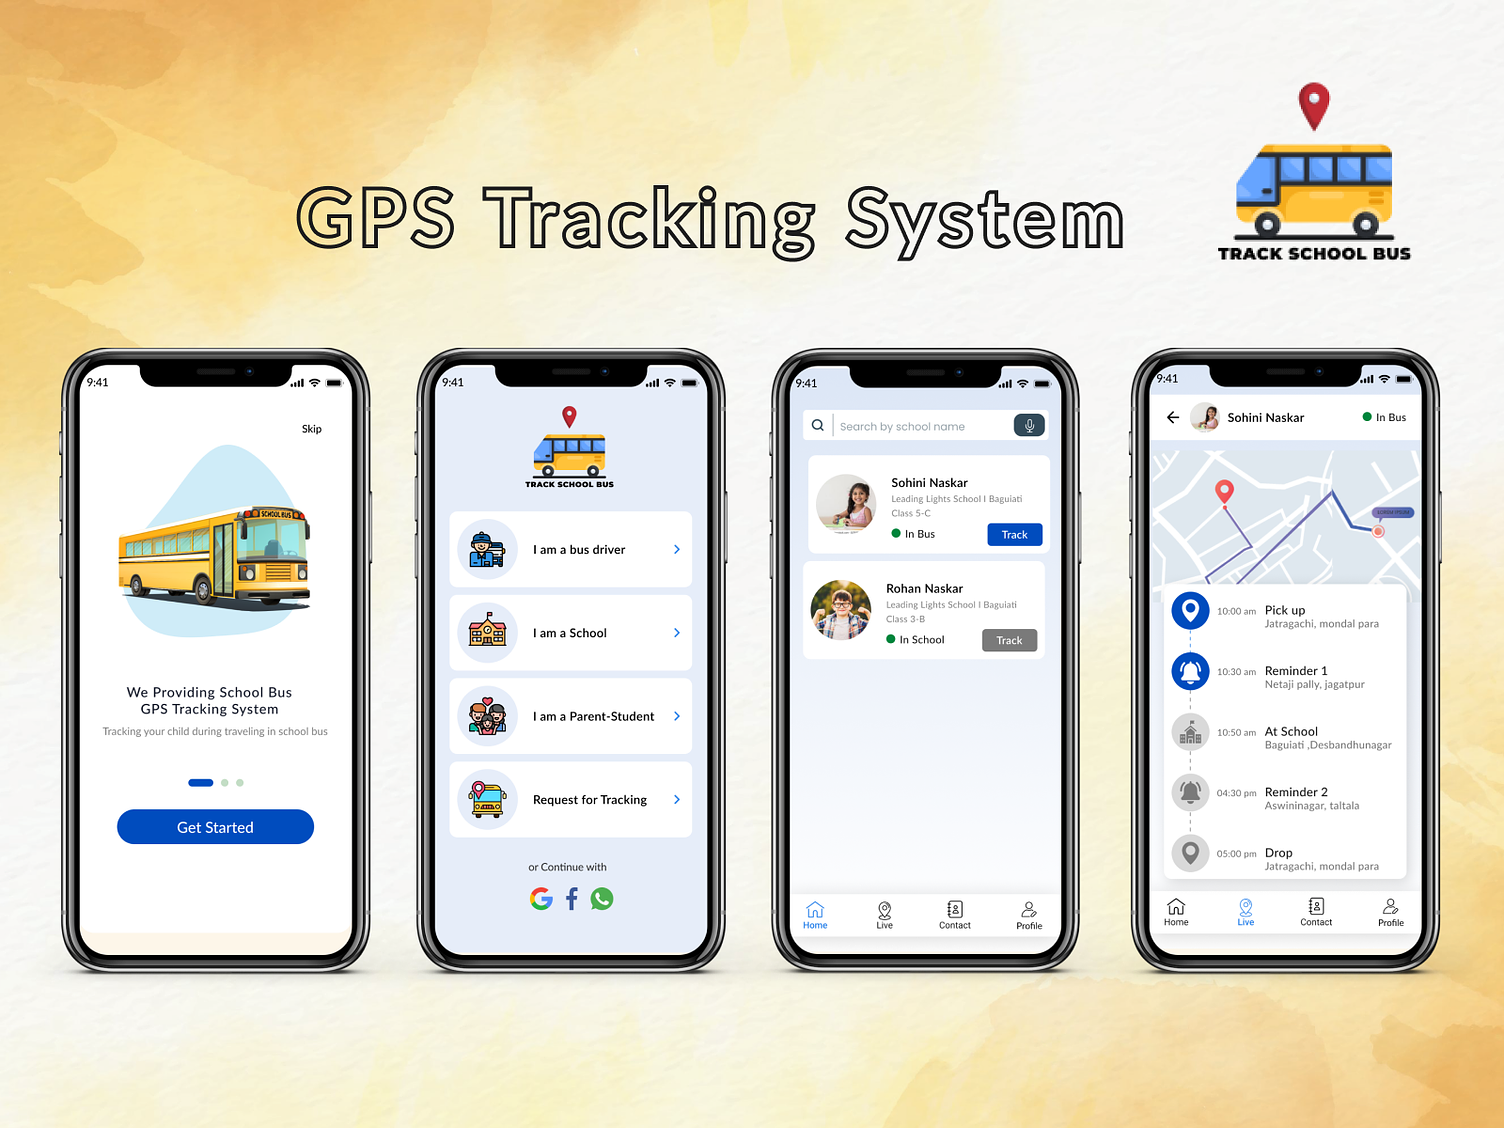 GPS Tracking System
TRACK SCHOOL BUS
9:41
Skip
SCHOOL BUS
We Providing School Bus
GPS Tracking System
Tracking your child during traveling in school bus
Get Started
9:41
TRACK SCHOOL BUS
I am a bus driver
I am a School
I am a Parent-Student
Request for Tracking
or Continue with
9:41
Search by school name
Sohini Naskar
Leading Lights School I Baguiati
Class 5-C
In Bus
Track
Rohan Naskar
Leading Lights School I Baguiati
Class 3-B
In School
Track
Home
Live
Contact
Profile
9:41
Sohini Naskar
In Bus
LOREM IPSUM
10:00 am Pick up
Jatragachi, mondal para
10:30 am Reminder 1
Netaji pally, jagatpur
10:50 am At School
Baguiati ,Desbandhunagar
04:30 pm Reminder 2
Aswininagar, taltala
05:00 pm Drop
Jatragachi, mondal para
Home
Live
Contact
Profile